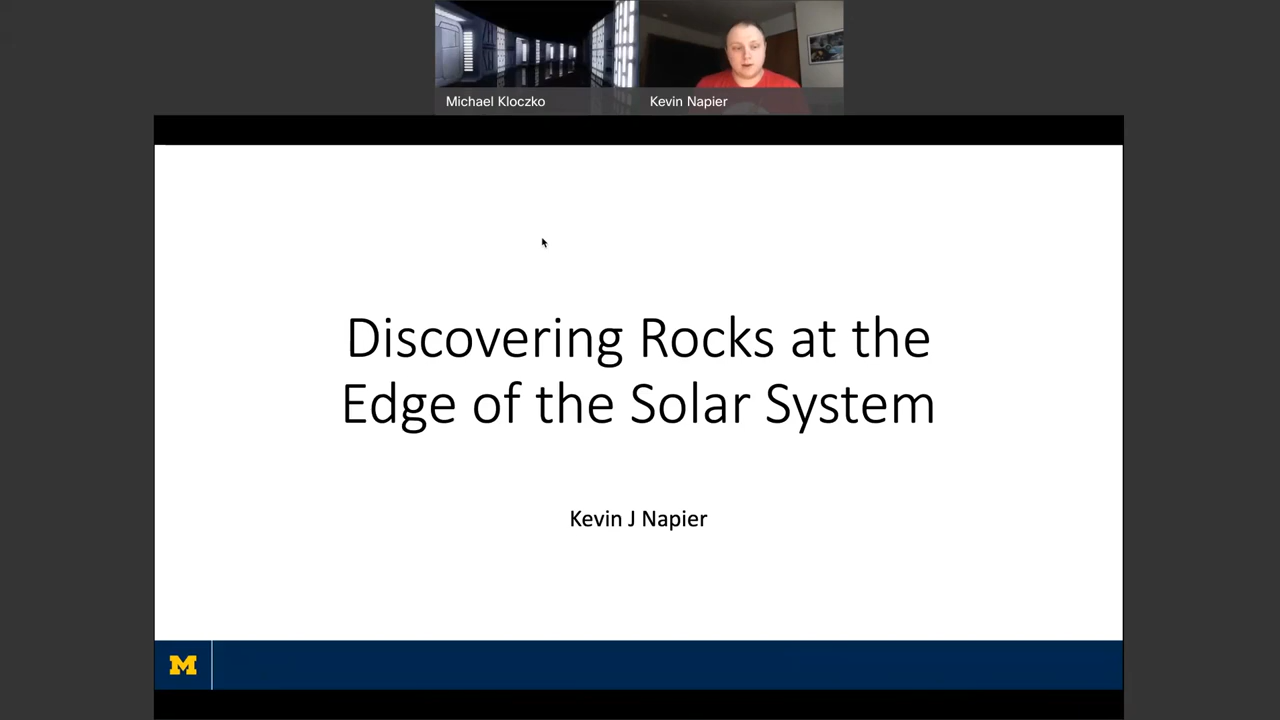 Michael Kloczko
Kevin Napier
Discovering Rocks at the
Edge of the Solar System
Kevin J Napier
M